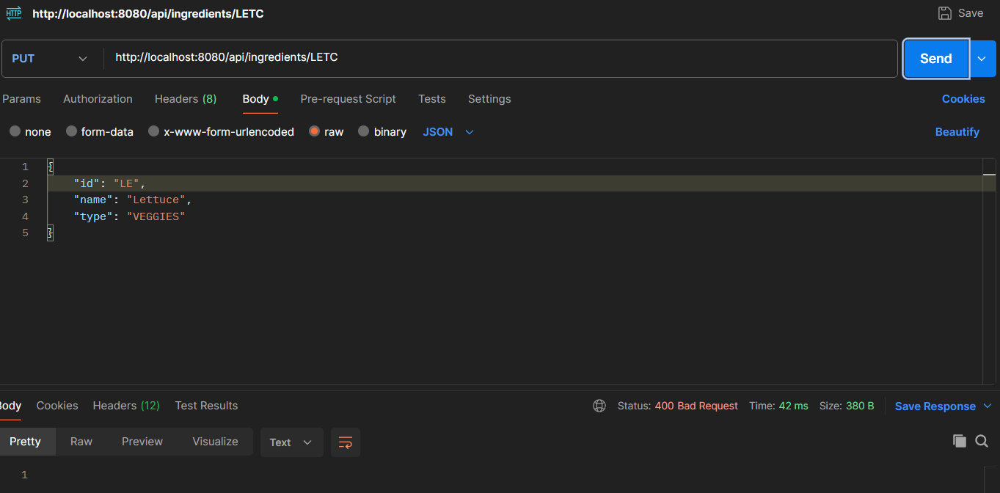 HTTP http://localhost:8080/api/ingredients/LETC Save
PUT http://localhost:8080/api/ingredients/LETC Send
Params Authorization Headers (8) Body Pre-request Script Tests Settings Cookies
none form-data x-www-form-urlencoded raw binary JSON Beautify
1 {
2 "id": "LE",
3 "name": "Lettuce",
4 "type": "VEGGIES"
5 }
Body Cookies Headers (12) Test Results Status: 400 Bad Request Time: 42 ms Size: 380 B Save Response
Pretty Raw Preview Visualize Text
1